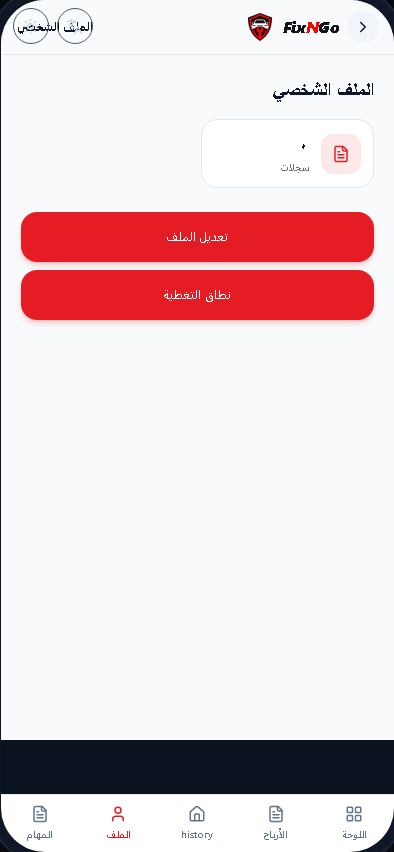 FixNGo
الملف الشخصي
الملف الشخصي
٠
سجلات
تعديل الملف
نطاق التغطية
اللوحة
الأرباح
history
الملف
المهام